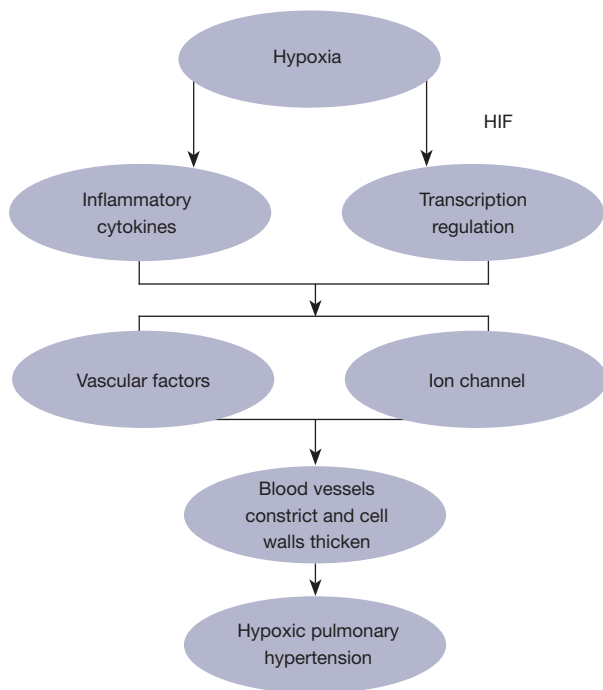 Hypoxia
HIF
Inflammatory
cytokines
Transcription
regulation
Vascular factors
Ion channel
Blood vessels
constrict and cell
walls thicken
Hypoxic pulmonary
hypertension